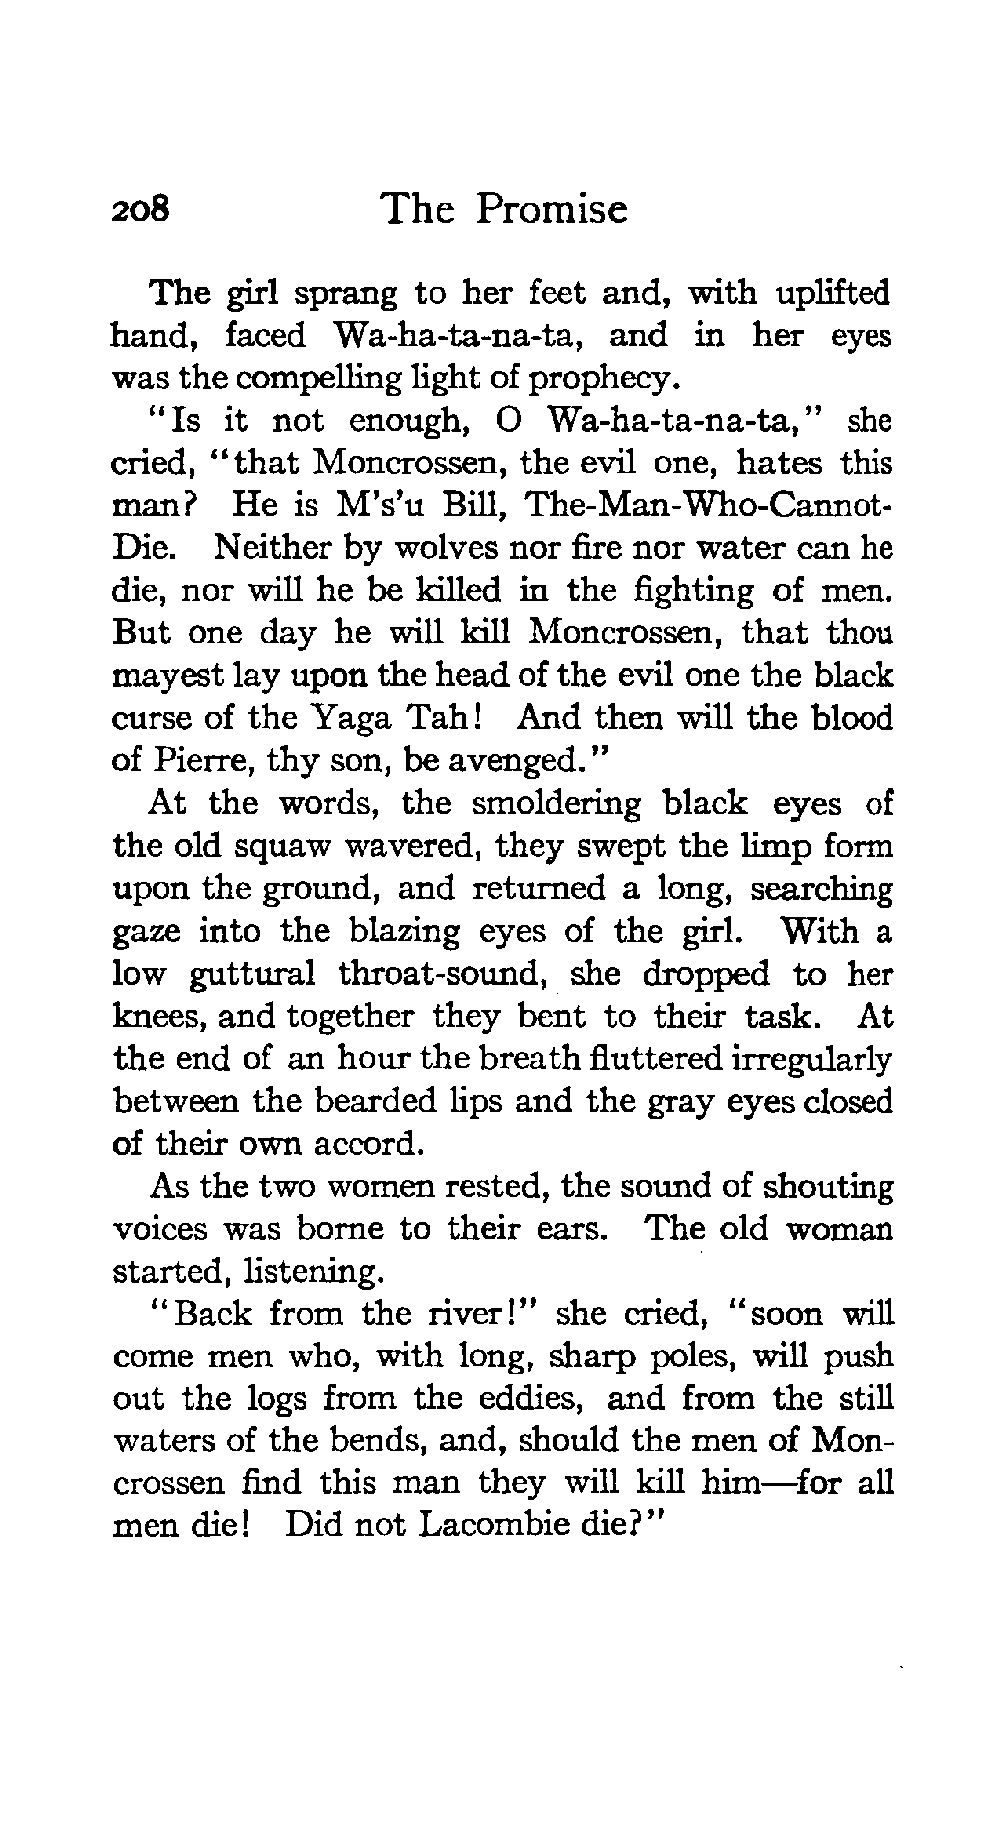 208 The Promise
The girl sprang to her feet and, with uplifted
hand, faced Wa-ha-ta-na-ta, and in her eyes
was the compelling light of prophecy.
"Is it not enough, O Wa-ha-ta-na-ta," she
cried, "that Moncrossen, the evil one, hates this
man? He is M's'u Bill, The-Man-Who-Cannot-
Die. Neither by wolves nor fire nor water can he
die, nor will he be killed in the fighting of men.
But one day he will kill Moncrossen, that thou
mayest lay upon the head of the evil one the black
curse of the Yaga Tah! And then will the blood
of Pierre, thy son, be avenged."
At the words, the smoldering black eyes of
the old squaw wavered, they swept the limp form
upon the ground, and returned a long, searching
gaze into the blazing eyes of the girl. With a
low guttural throat-sound, she dropped to her
knees, and together they bent to their task. At
the end of an hour the breath fluttered irregularly
between the bearded lips and the gray eyes closed
of their own accord.
As the two women rested, the sound of shouting
voices was borne to their ears. The old woman
started, listening.
"Back from the river!" she cried, "soon will
come men who, with long, sharp poles, will push
out the logs from the eddies, and from the still
waters of the bends, and, should the men of Mon-
crossen find this man they will kill him—for all
men die! Did not Lacombie die?"